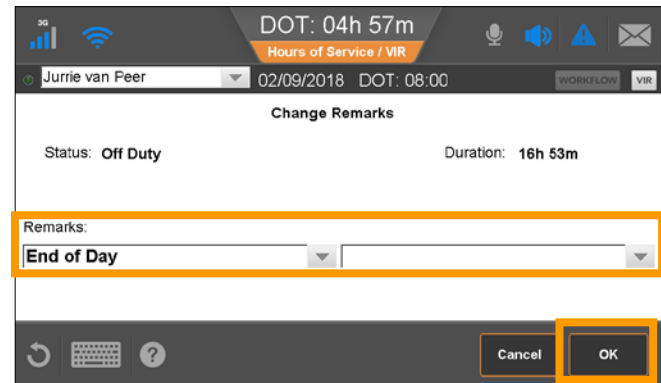 3G
DOT: 04h 57m
Hours of Service / VIR
Jurrie van Feer
02/09/2018 DOT: 08:00
WORKFLOW
VIR
Change Remarks
Status: Off Duty
Duration: 16h 53m
Remarks:
End of Day
?
Cancel
OK